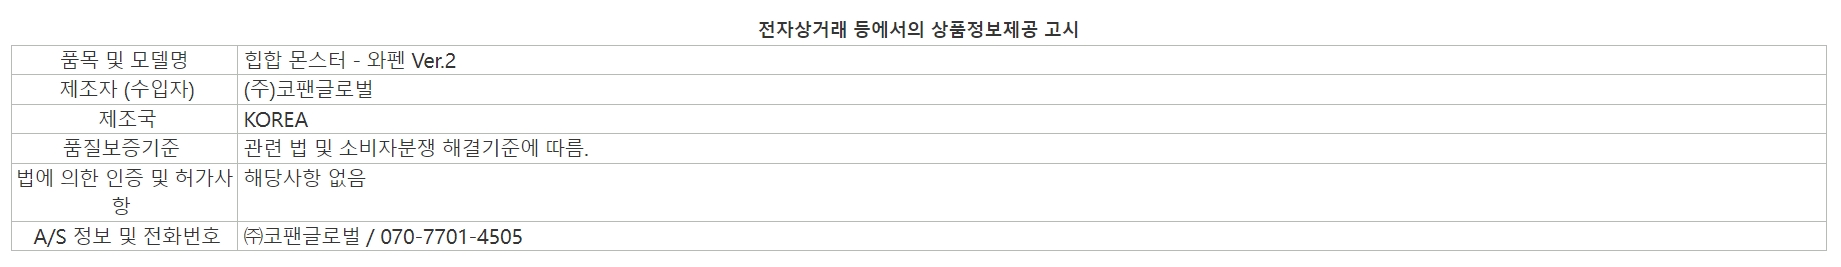 전자상거래 등에서의 상품정보제공 고시
품목 및 모델명 힙합 몬스터 - 와펜 Ver.2
제조자 (수입자) (주)코팬글로벌
제조국 KOREA
품질보증기준 관련 법 및 소비자분쟁 해결기준에 따름.
법에 의한 인증 및 허가사 해당사항 없음
항
A/S 정보 및 전화번호 ㈜코팬글로벌 / 070-7701-4505